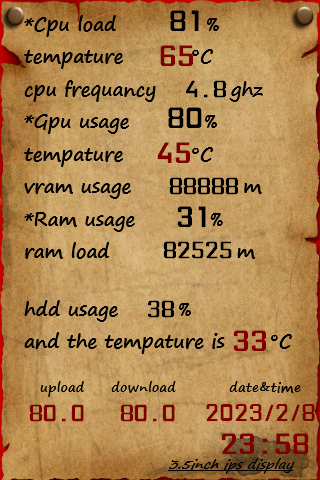 *Cpu load 81%
tempature 65°C
cpu frequancy 4.8ghz
*Gpu usage 80%
tempature 45°C
vram usage 88888 m
*Ram usage 31%
ram load 82525 m
hdd usage 38%
and the tempature is 33°C
upload download date&time
80.0 80.0 2023/2/8
23:58
3.5inch ips display